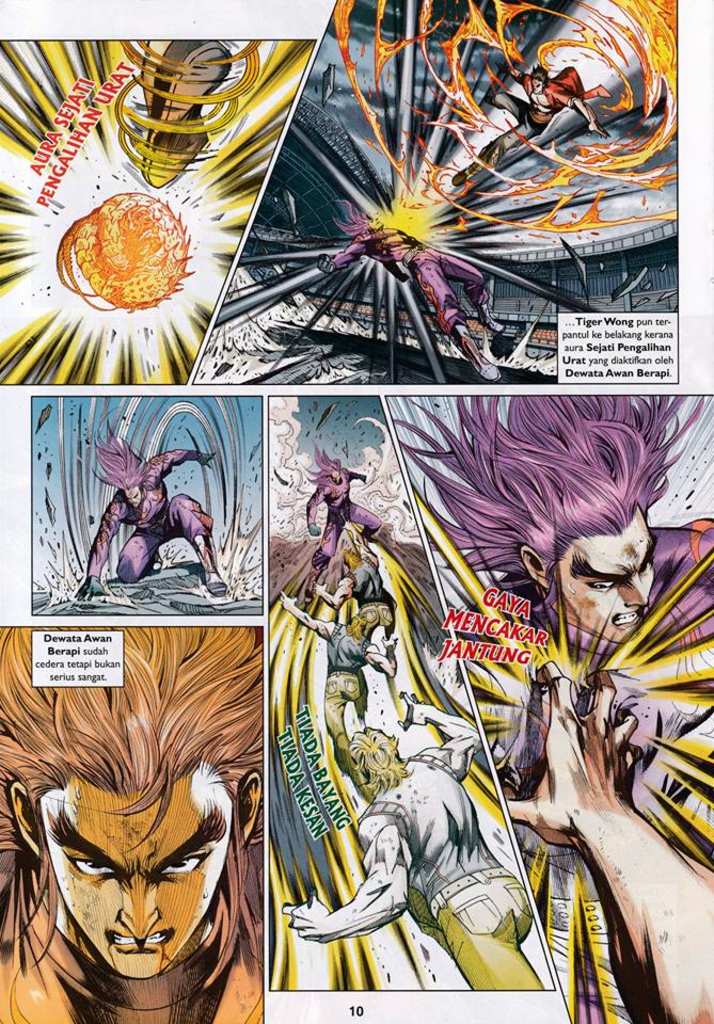 AURA SEJATI
PENGALIHAN URAT
...Tiger Wong pun ter-
pantul ke belakang kerana
aura Sejati Pengalihan
Urat yang diaktifkan oleh
Dewata Awan Berapi.
Dewata Awan
Berapi sudah
cedera tetapi bukan
serius sangat.
TIADA BAYANG
TIADA KESAN
GAYA
MENCAKAR
JANTUNG
10